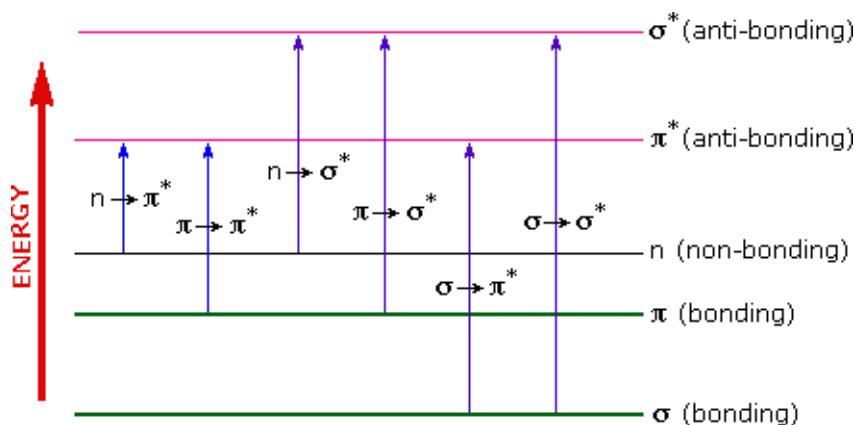 σ* (anti-bonding)
π* (anti-bonding)
n→σ*
n→π*
π→π*
π→σ*
σ→σ*
n (non-bonding)
σ→π*
π (bonding)
σ (bonding)
ENERGY